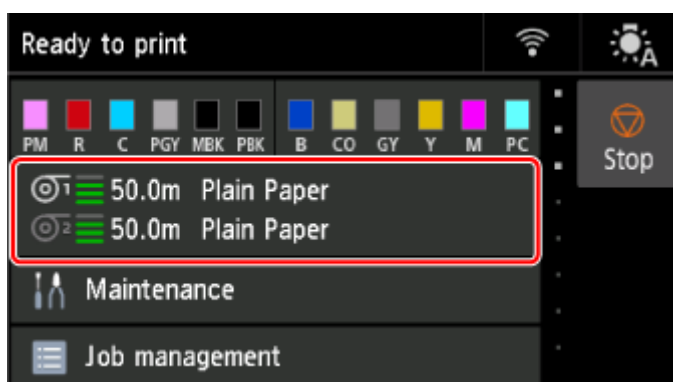 Ready to print
A
PM R C PGY MBK PBK B CO GY Y M PC
Stop
1 50.0m Plain Paper
2 50.0m Plain Paper
Maintenance
Job management